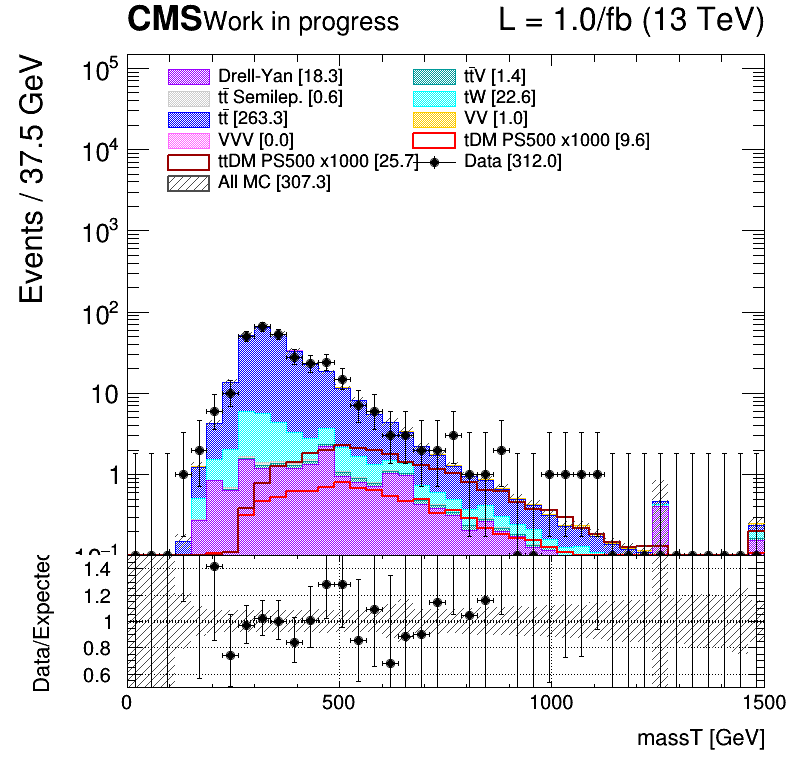 CMS Work in progress L = 1.0/fb (13 TeV)
Events / 37.5 GeV
10⁵
10⁴
10³
10²
10
1
10⁻¹
Drell-Yan [18.3]
tt̄ Semilep. [0.6]
tt̄ [263.3]
VVV [0.0]
ttDM PS500 x1000 [25.7]
All MC [307.3]
tt̄V [1.4]
tW [22.6]
VV [1.0]
tDM PS500 x1000 [9.6]
Data [312.0]
Data/Expected
1.4
1.2
1
0.8
0.6
0 500 1000 1500
massT [GeV]